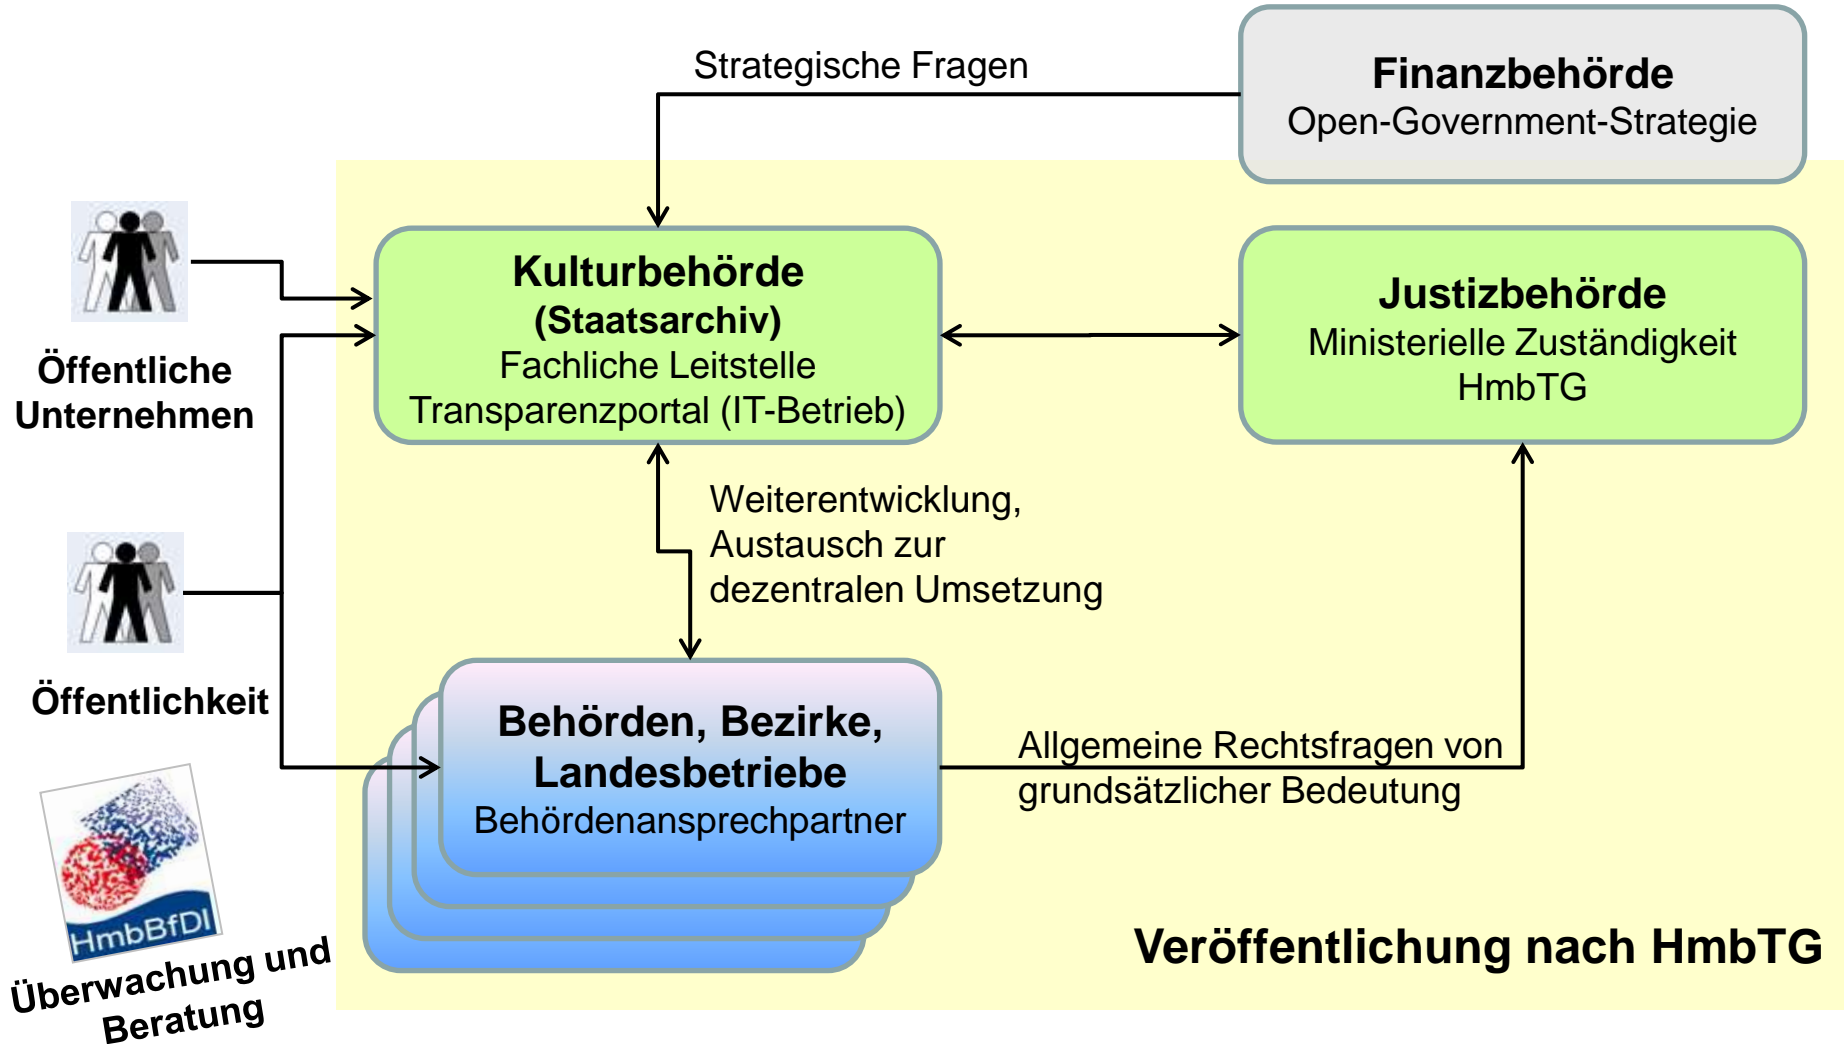 Strategische Fragen
Finanzbehörde
Open-Government-Strategie
Kulturbehörde
(Staatsarchiv)
Fachliche Leitstelle
Transparenzportal (IT-Betrieb)
Justizbehörde
Ministerielle Zuständigkeit
HmbTG
Öffentliche
Unternehmen
Weiterentwicklung,
Austausch zur
dezentralen Umsetzung
Öffentlichkeit
Behörden, Bezirke,
Landesbetriebe
Behördenansprechpartner
Allgemeine Rechtsfragen von
grundsätzlicher Bedeutung
HmbBfDI
Überwachung und
Beratung
Veröffentlichung nach HmbTG